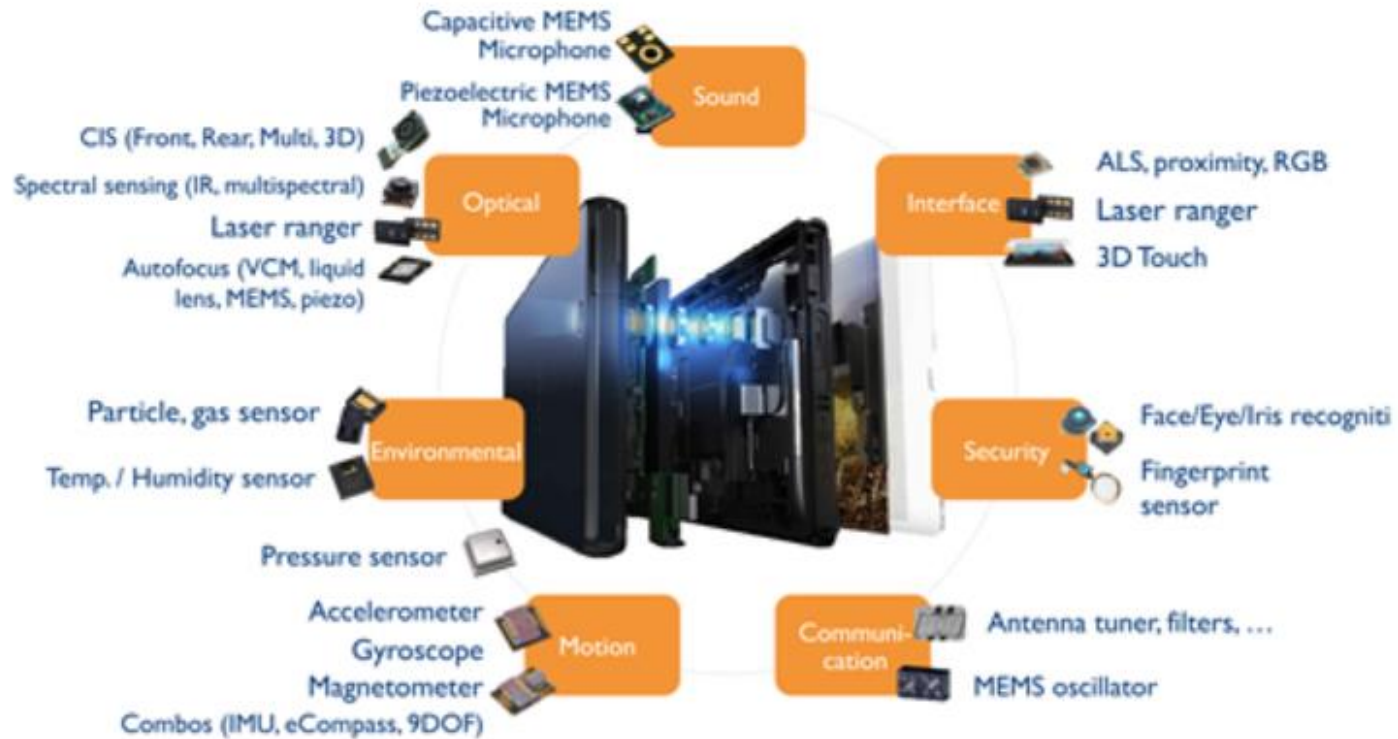 Capacitive MEMS
Microphone
Piezoelectric MEMS
Microphone
Sound
CIS (Front, Rear, Multi, 3D)
Spectral sensing (IR, multispectral)
Laser ranger
Autofocus (VCM, liquid
lens, MEMS, piezo)
Optical
Interface
ALS, proximity, RGB
Laser ranger
3D Touch
Particle, gas sensor
Temp. / Humidity sensor
Environmental
Security
Face/Eye/Iris recogniti
Fingerprint
sensor
Pressure sensor
Accelerometer
Gyroscope
Magnetometer
Combos (IMU, eCompass, 9DOF)
Motion
Communi-
cation
Antenna tuner, filters, …
MEMS oscillator